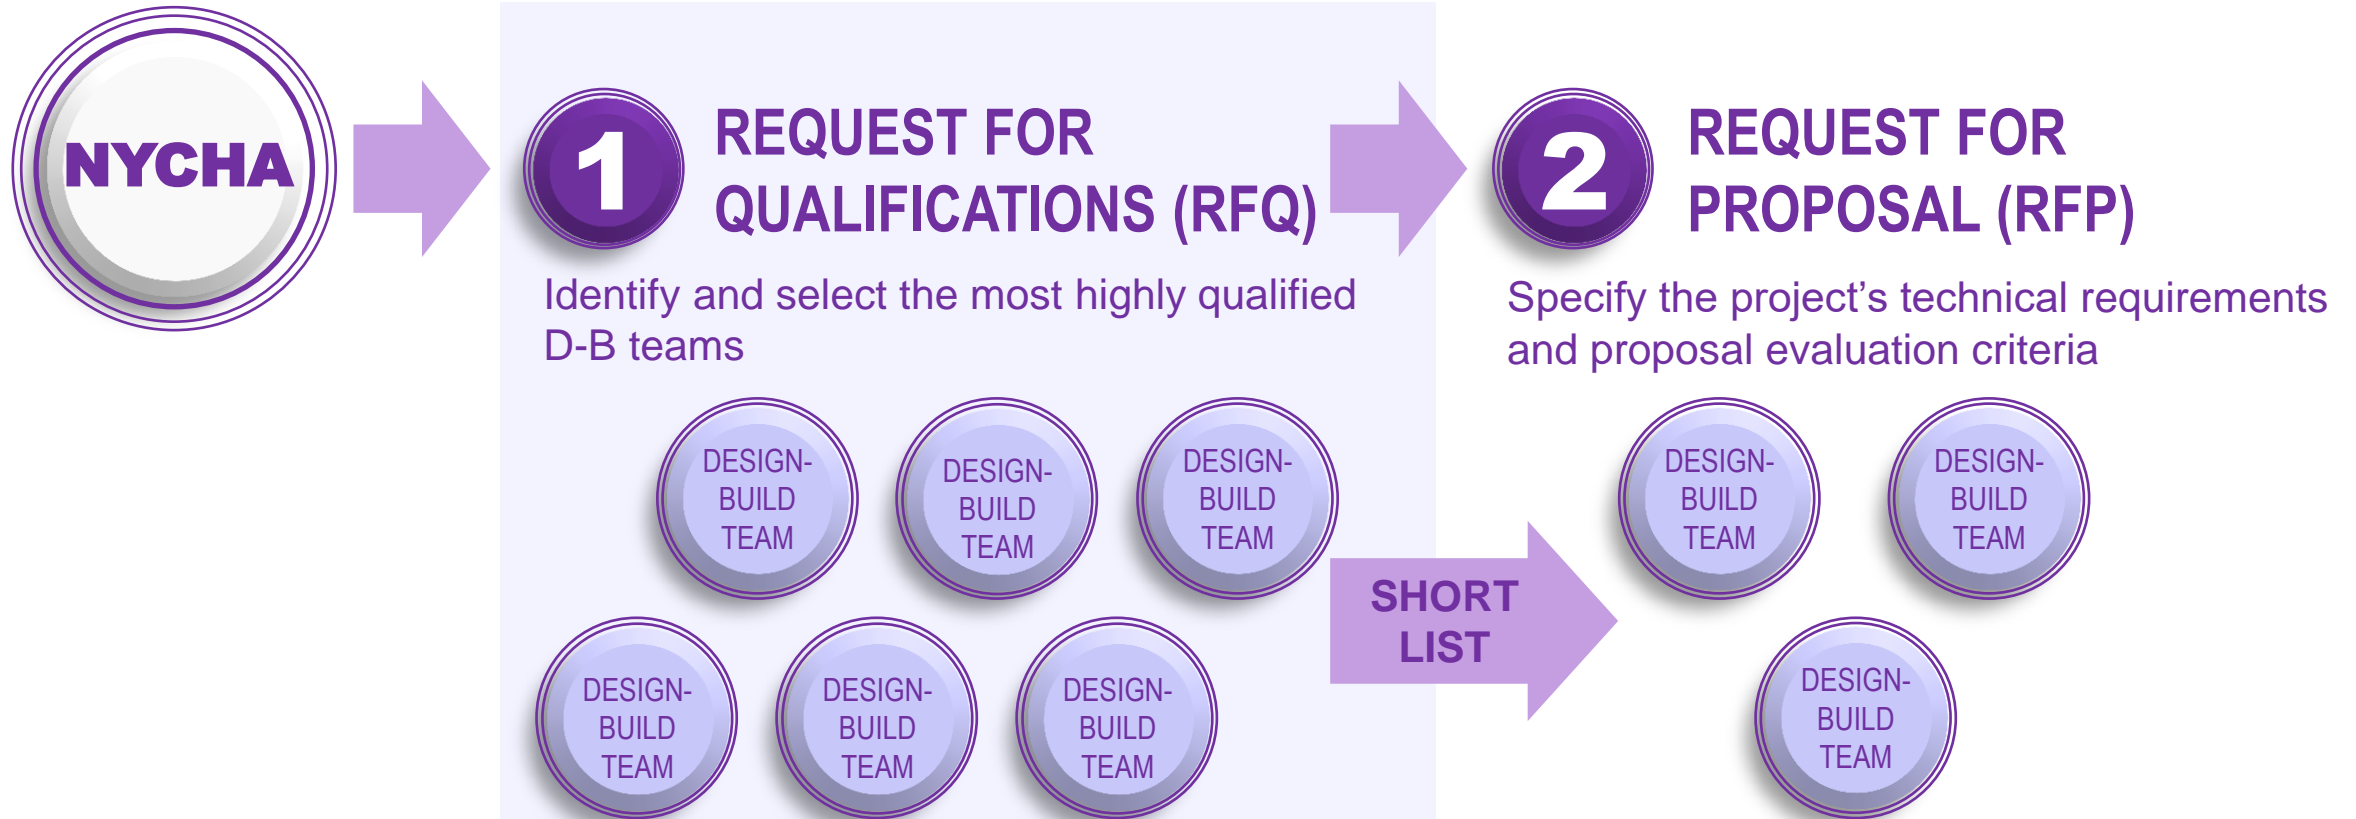 NYCHA
1
REQUEST FOR
QUALIFICATIONS (RFQ)
Identify and select the most highly qualified
D-B teams
DESIGN-
BUILD
TEAM
DESIGN-
BUILD
TEAM
DESIGN-
BUILD
TEAM
DESIGN-
BUILD
TEAM
DESIGN-
BUILD
TEAM
DESIGN-
BUILD
TEAM
SHORT
LIST
2
REQUEST FOR
PROPOSAL (RFP)
Specify the project’s technical requirements
and proposal evaluation criteria
DESIGN-
BUILD
TEAM
DESIGN-
BUILD
TEAM
DESIGN-
BUILD
TEAM